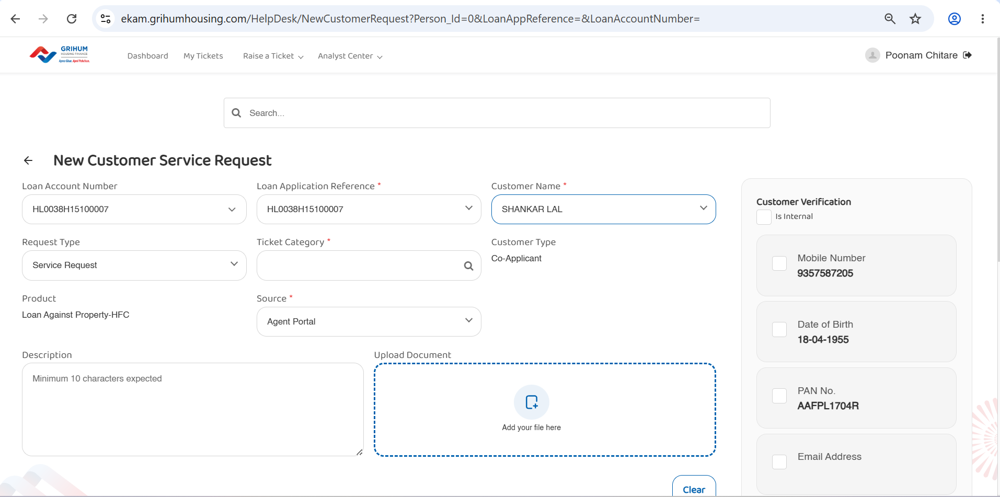 ekam.grihumhousing.com/HelpDesk/NewCustomerRequest?Person_Id=0&LoanAppReference=&LoanAccountNumber=
GRIHUM
HOUSING FINANCE
Apna Ghar. Apni Pehchan.
Dashboard My Tickets Raise a Ticket Analyst Center
Poonam Chitare
Search...
New Customer Service Request
Loan Account Number Loan Application Reference * Customer Name *
HL0038H15100007 HL0038H15100007 SHANKAR LAL
Request Type Ticket Category * Customer Type
Service Request Co-Applicant
Product Source *
Loan Against Property-HFC Agent Portal
Description Upload Document
Minimum 10 characters expected
Add your file here
Clear
Customer Verification
Is Internal
Mobile Number
9357587205
Date of Birth
18-04-1955
PAN No.
AAFPL1704R
Email Address